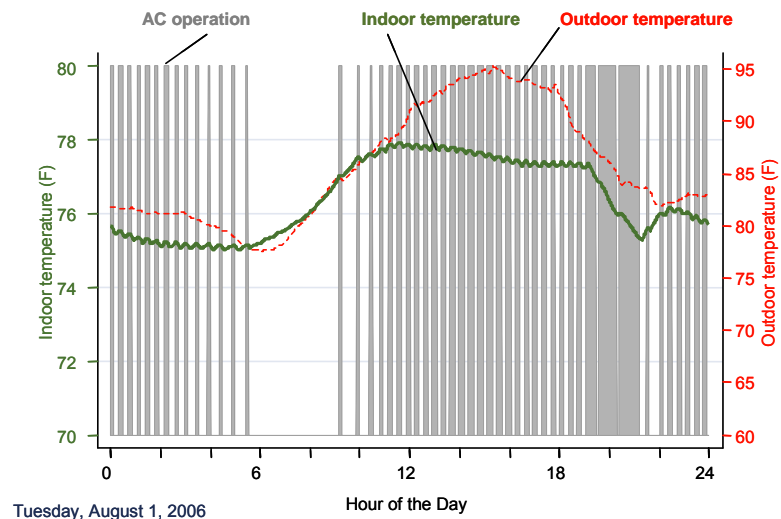 AC operation Indoor temperature Outdoor temperature
80 95
78 90
76 85
74 80
72 75
70 70
65
60
Indoor temperature (F)
Outdoor temperature (F)
0 6 12 18 24
Hour of the Day
Tuesday, August 1, 2006